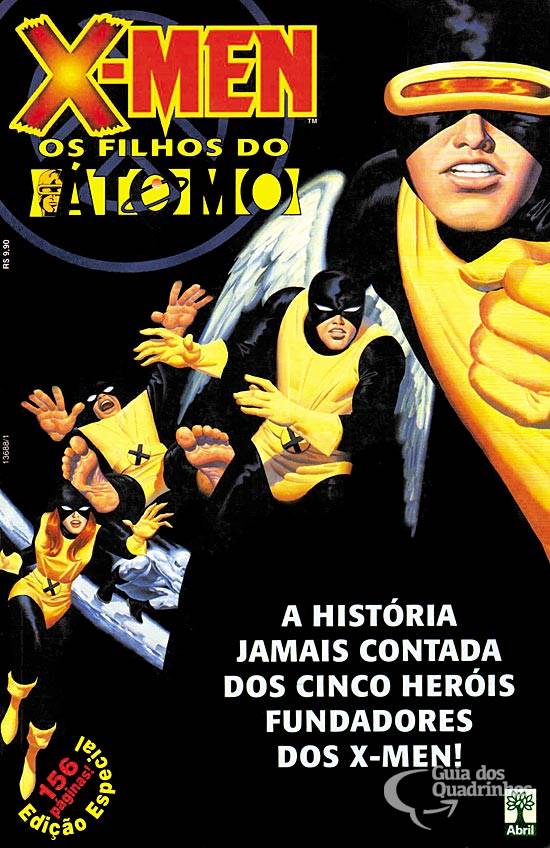 X-MEN
TM
OS FILHOS DO
ÁTOMO
R$ 9,90
13688/1
A HISTÓRIA
JAMAIS CONTADA
DOS CINCO HERÓIS
FUNDADORES
DOS X-MEN!
156
páginas!
Edição Especial
Guia dos
Quadrinhos
Abril